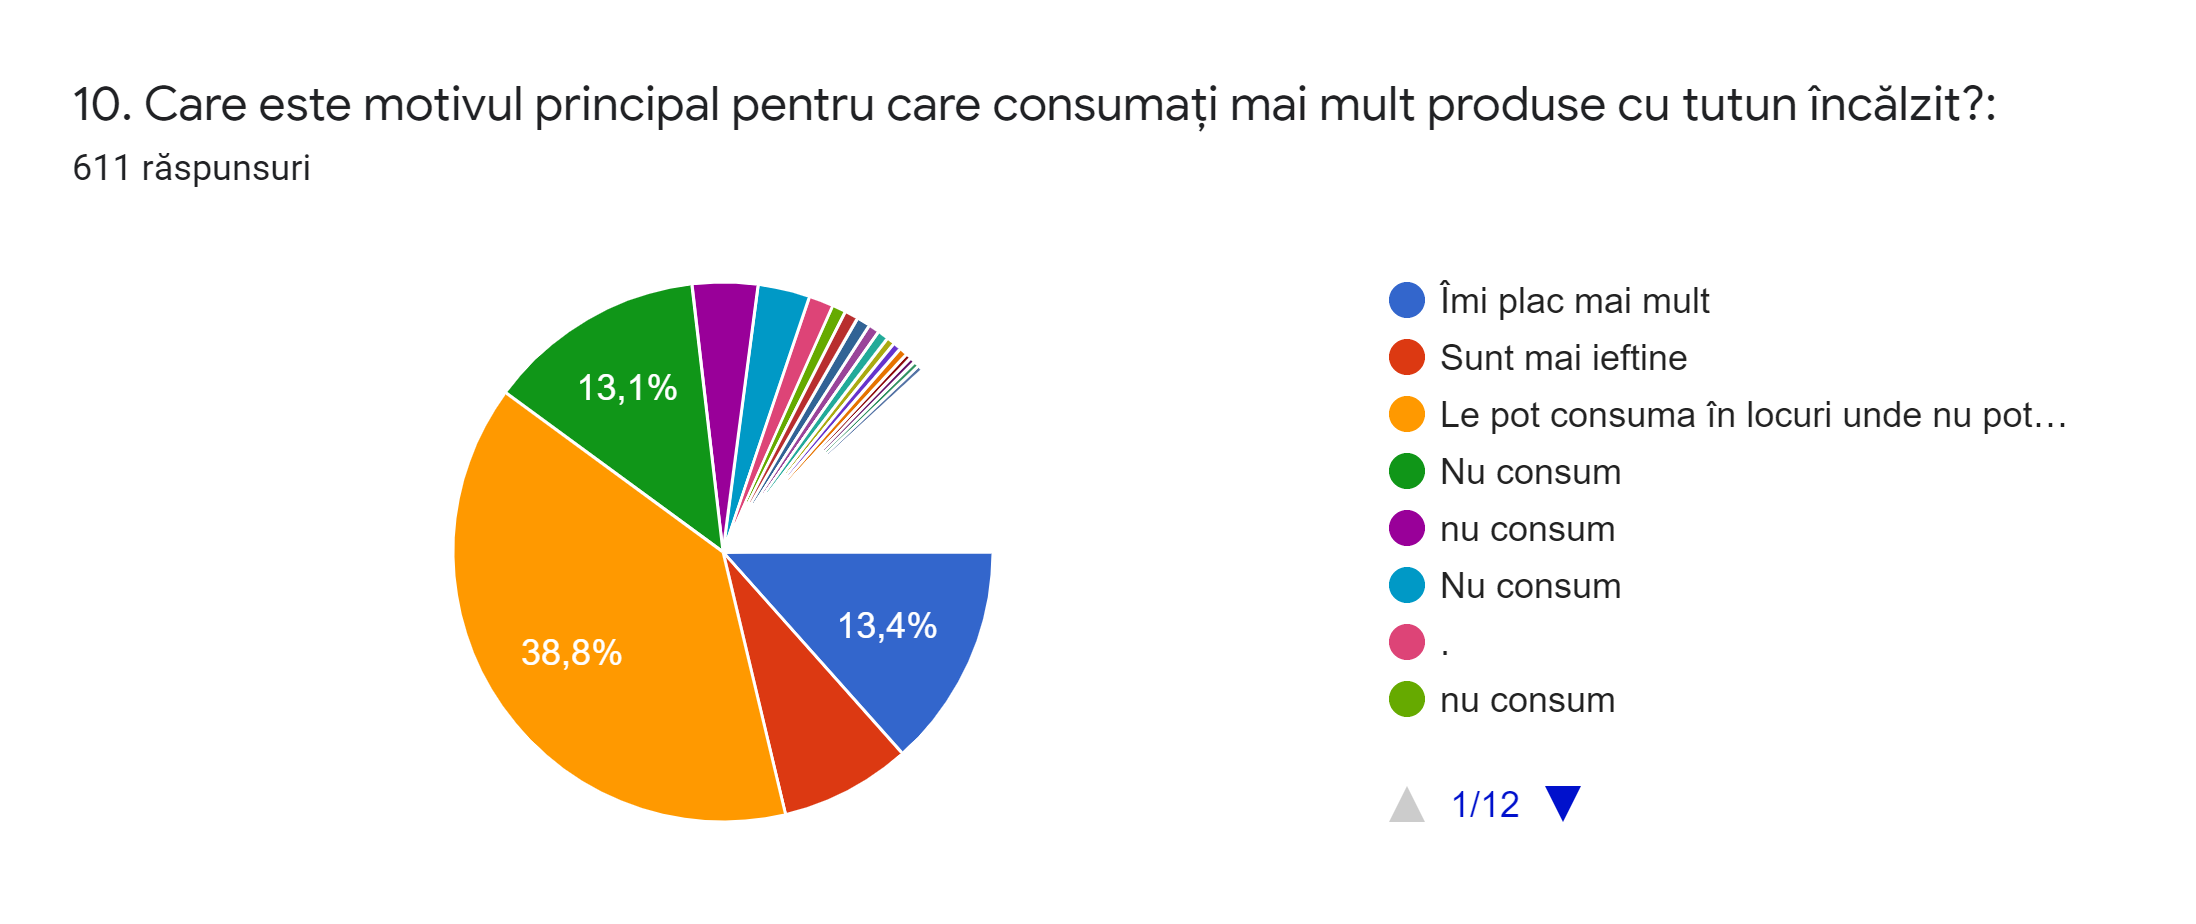 10. Care este motivul principal pentru care consumați mai mult produse cu tutun încălzit?:
611 răspunsuri
13,1%
38,8%
13,4%
Îmi plac mai mult
Sunt mai ieftine
Le pot consuma în locuri unde nu pot…
Nu consum
nu consum
Nu consum
.
nu consum
1/12